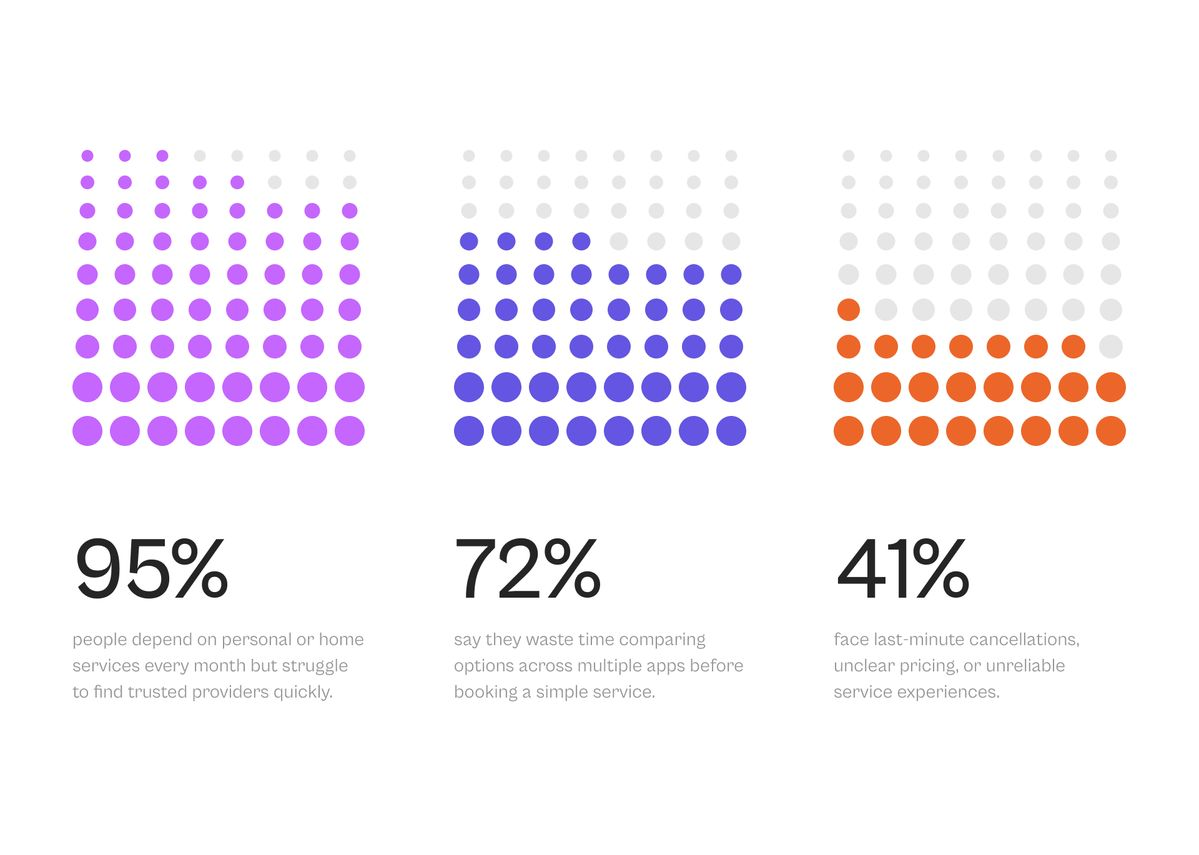 95%
people depend on personal or home
services every month but struggle
to find trusted providers quickly.
72%
say they waste time comparing
options across multiple apps before
booking a simple service.
41%
face last-minute cancellations,
unclear pricing, or unreliable
service experiences.